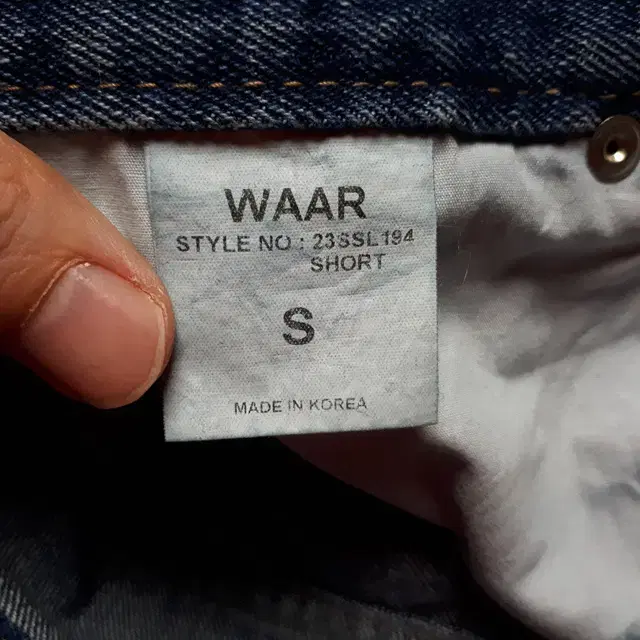 WAAR
STYLE NO : 23SSL194
SHORT
S
MADE IN KOREA